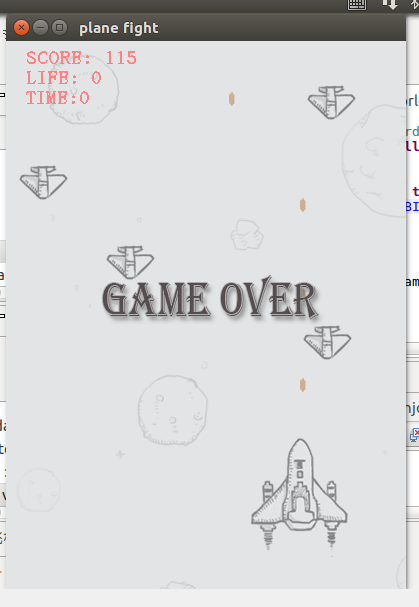 plane fight
SCORE: 115
LIFE: 0
TIME:0
GAME OVER